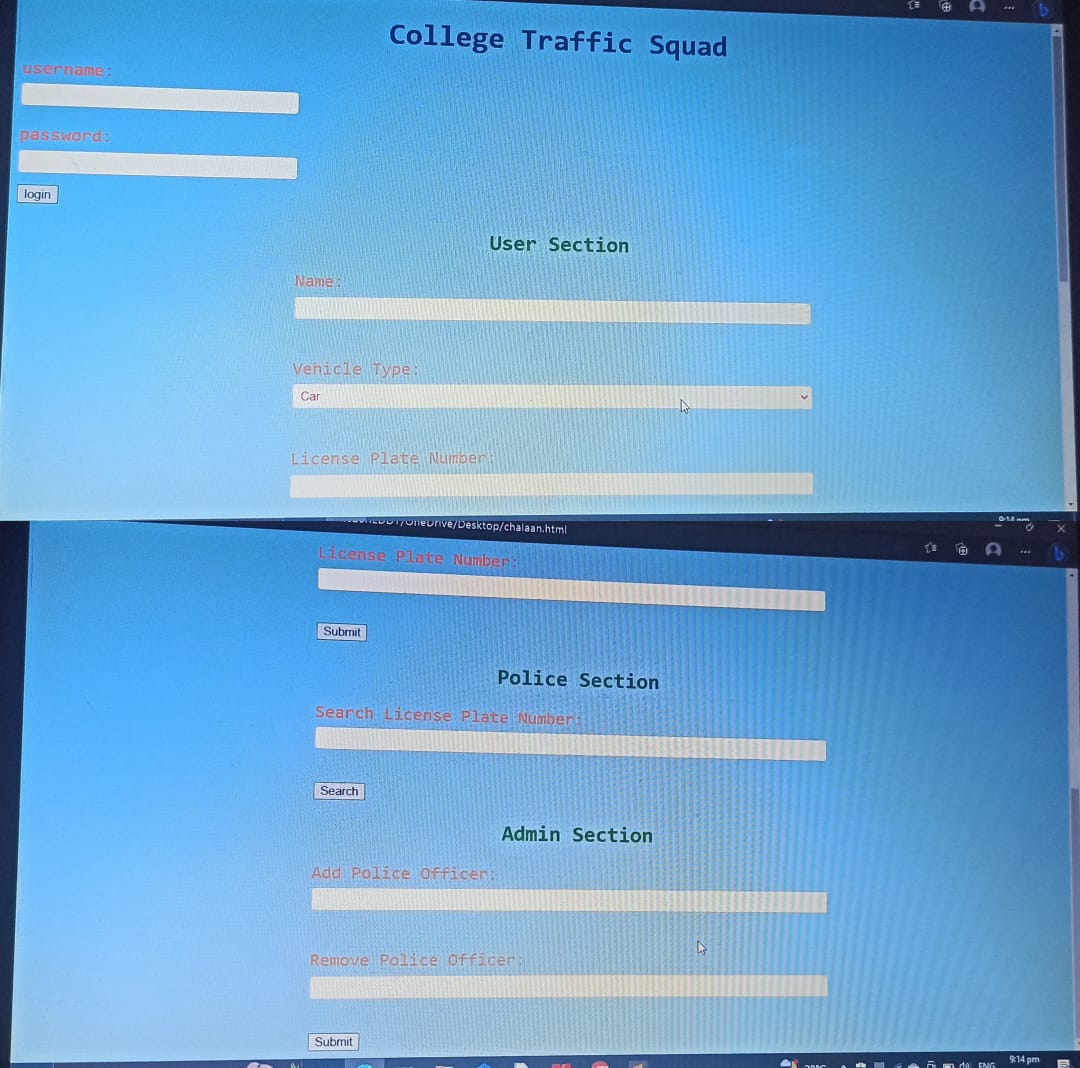 College Traffic Squad
username:
password:
login
User Section
Name:
Vehicle Type:
Car
License Plate Number:
/OneDrive/Desktop/chalaan.html
License Plate Number:
Submit
Police Section
Search License Plate Number:
Search
Admin Section
Add Police Officer:
Remove Police Officer:
Submit
ENG
9:14 pm